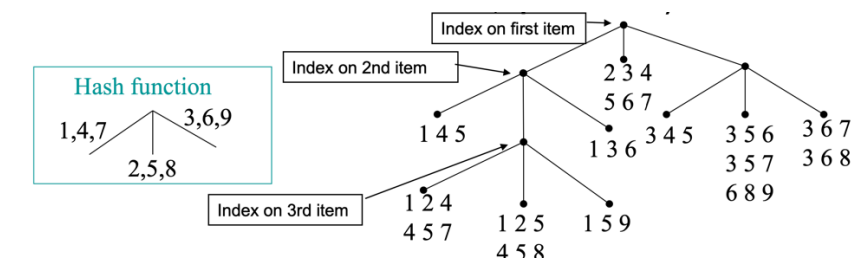 Index on first item
Index on 2nd item
Hash function
1,4,7
3,6,9
2,5,8
2 3 4
5 6 7
1 4 5
1 3 6
3 4 5
3 5 6
3 5 7
6 8 9
3 6 7
3 6 8
Index on 3rd item
1 2 4
4 5 7
1 2 5
4 5 8
1 5 9